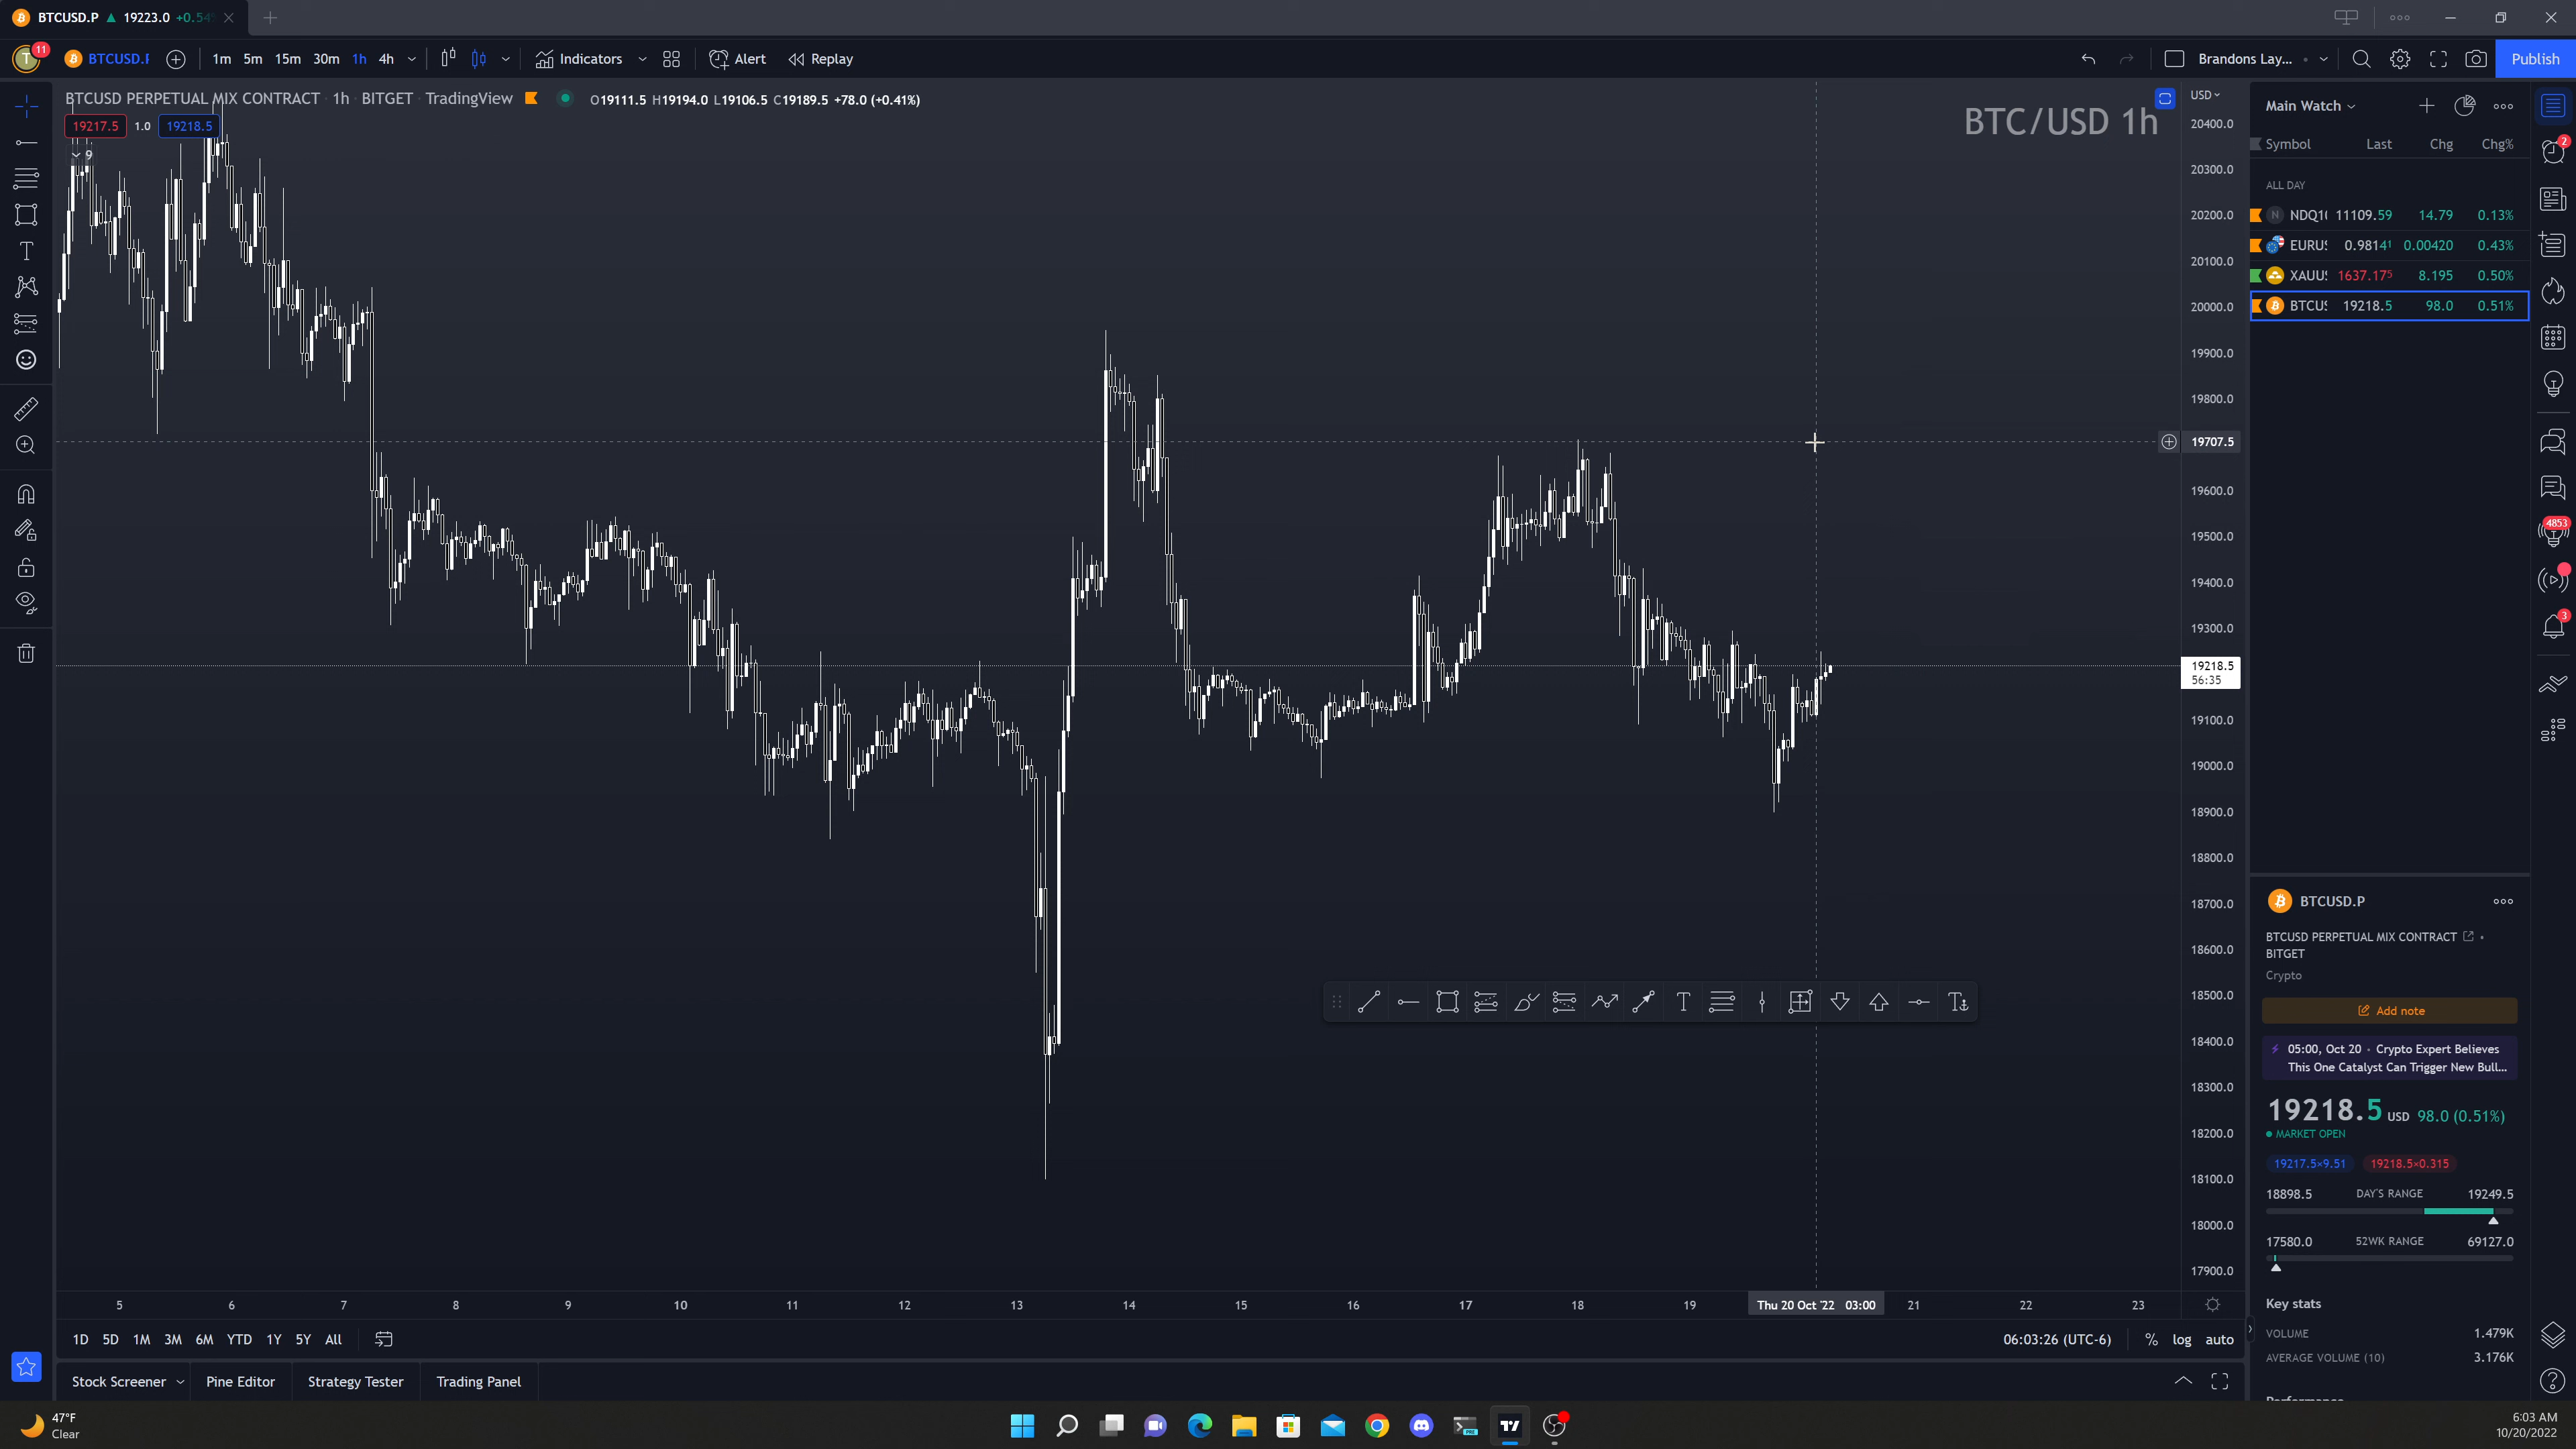 BTCUSD.P ▲ 19223.0 +0.54
T 11 BTCUSD.F 1m 5m 15m 30m 1h 4h Indicators Alert Replay Brandons Lay... Publish
BTCUSD PERPETUAL MIX CONTRACT · 1h · BITGET · TradingView O19111.5 H19194.0 L19106.5 C19189.5 +78.0 (+0.41%)
19217.5 1.0 19218.5
9
BTC/USD 1h
USD
20400.0
20300.0
20200.0
20100.0
20000.0
19900.0
19800.0
19707.5
19600.0
19500.0
19400.0
19300.0
19218.5
56:35
19100.0
19000.0
18900.0
18800.0
18700.0
18600.0
18500.0
18400.0
18300.0
18200.0
18100.0
18000.0
17900.0
5 6 7 8 9 10 11 12 13 14 15 16 17 18 19 Thu 20 Oct '22 03:00 21 22 23
1D 5D 1M 3M 6M YTD 1Y 5Y All 06:03:26 (UTC-6) % log auto
Stock Screener Pine Editor Strategy Tester Trading Panel
Main Watch
Symbol Last Chg Chg%
ALL DAY
N NDQ1 11109.59 14.79 0.13%
EURUS 0.98141 0.00420 0.43%
XAUUS 1637.175 8.195 0.50%
BTCUS 19218.5 98.0 0.51%
2
4853
3
BTCUSD.P
BTCUSD PERPETUAL MIX CONTRACT •
BITGET
Crypto
Add note
05:00, Oct 20 · Crypto Expert Believes
This One Catalyst Can Trigger New Bull...
19218.5 USD 98.0 (0.51%)
MARKET OPEN
19217.5×9.51 19218.5×0.315
18898.5 DAY'S RANGE 19249.5
17580.0 52WK RANGE 69127.0
Key stats
VOLUME 1.479K
AVERAGE VOLUME (10) 3.176K
47°F
Clear
PRE
6:03 AM
10/20/2022